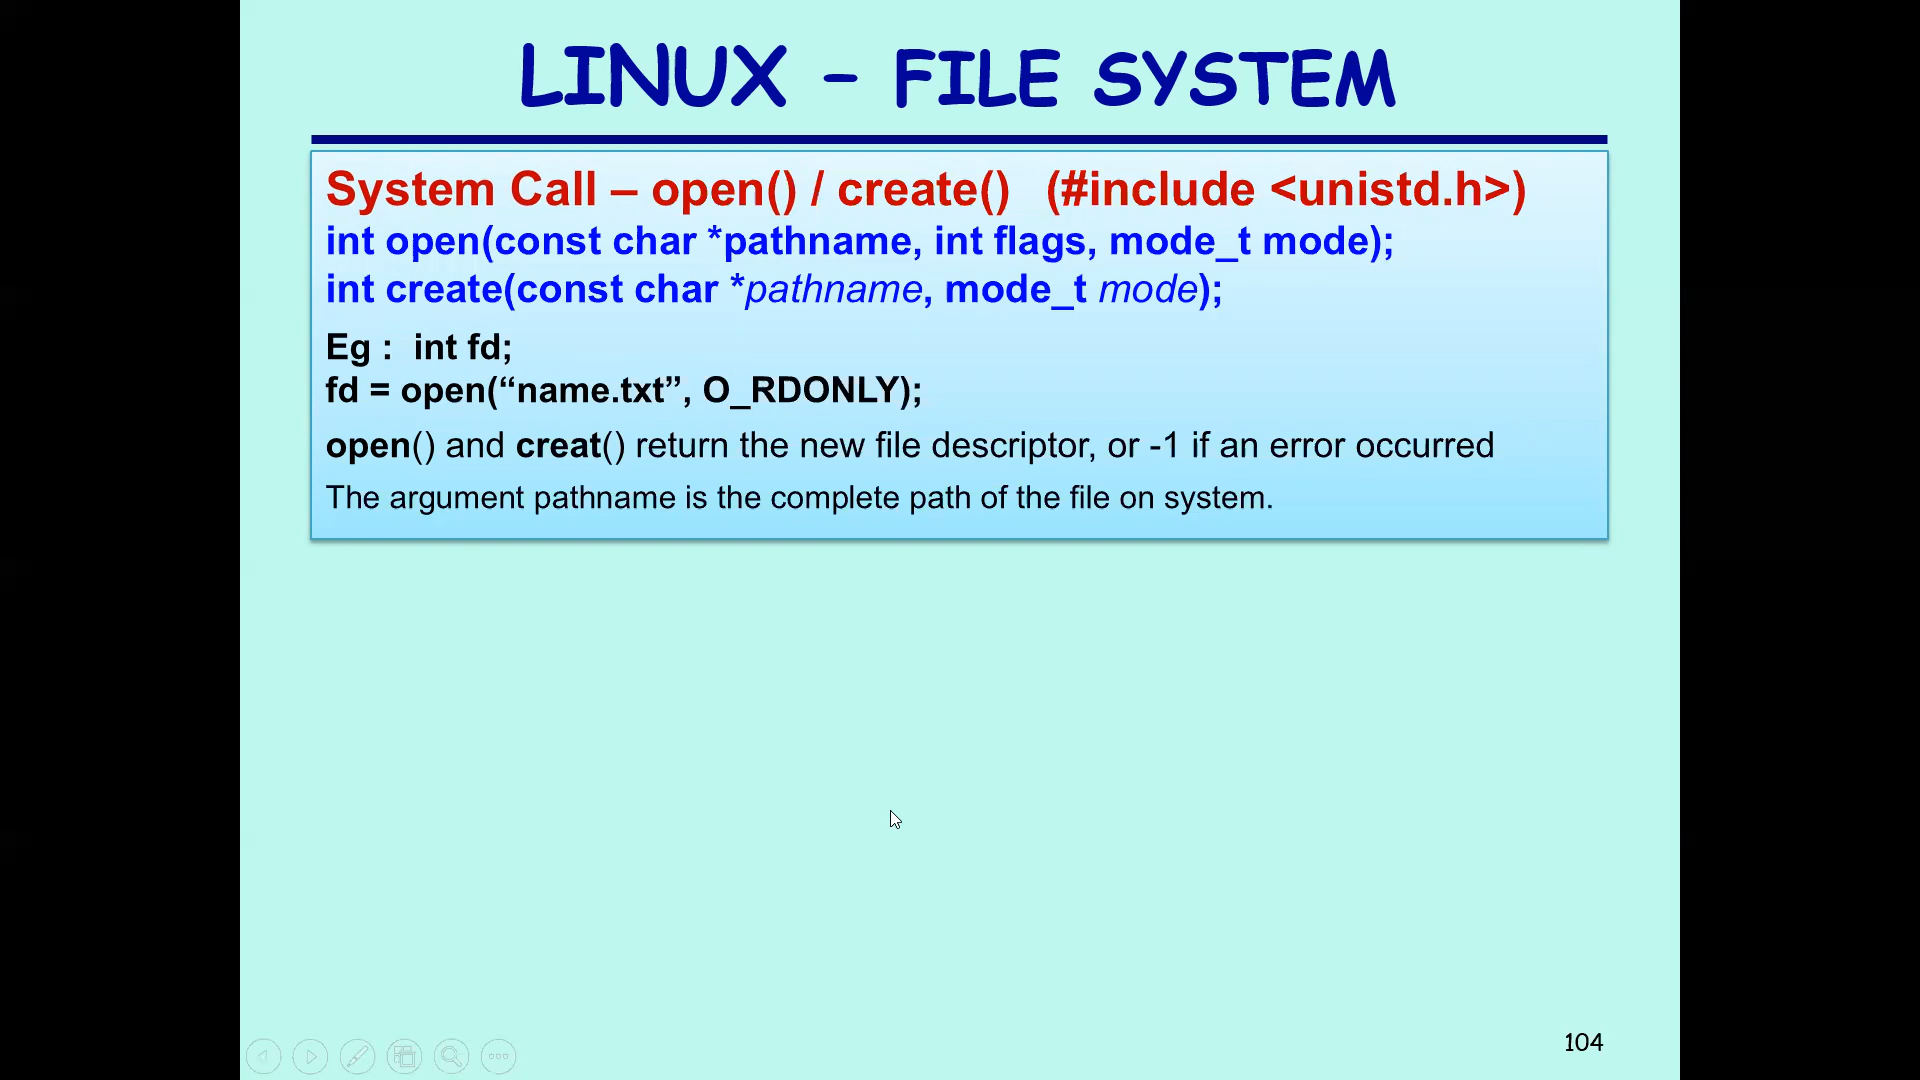 LINUX – FILE SYSTEM
System Call – open() / create() (#include <unistd.h>)
int open(const char *pathname, int flags, mode_t mode);
int create(const char *pathname, mode_t mode);
Eg : int fd;
fd = open(“name.txt”, O_RDONLY);
open() and creat() return the new file descriptor, or -1 if an error occurred
The argument pathname is the complete path of the file on system.
104